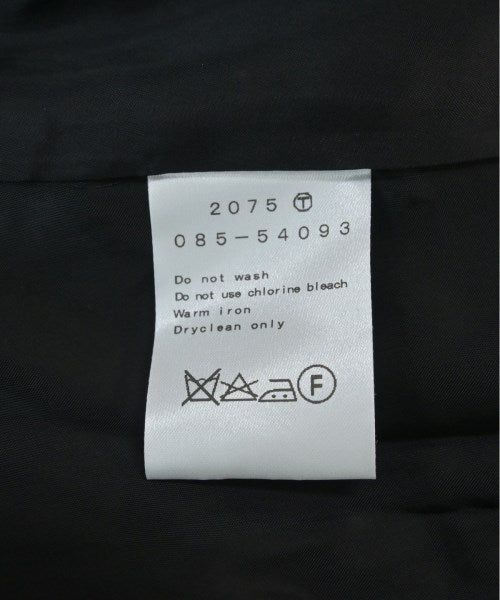 2075 Ⓣ
085-54093
Do not wash
Do not use chlorine bleach
Warm iron
Dryclean only
F